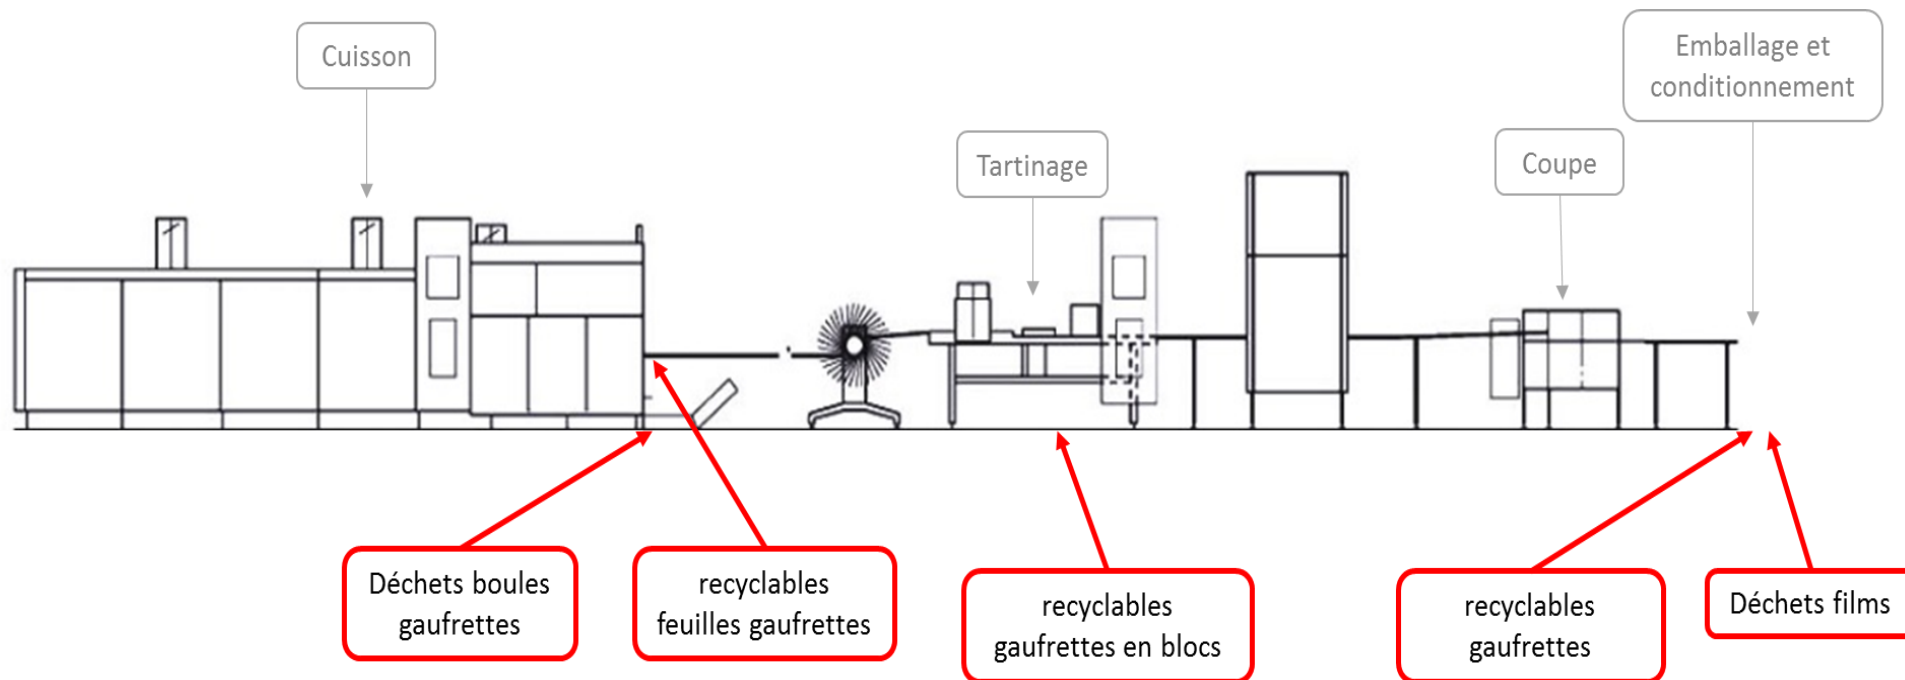 Cuisson
Emballage et
conditionnement
Tartinage
Coupe
Déchets boules
gaufrettes
recyclables
feuilles gaufrettes
recyclables
gaufrettes en blocs
recyclables
gaufrettes
Déchets films